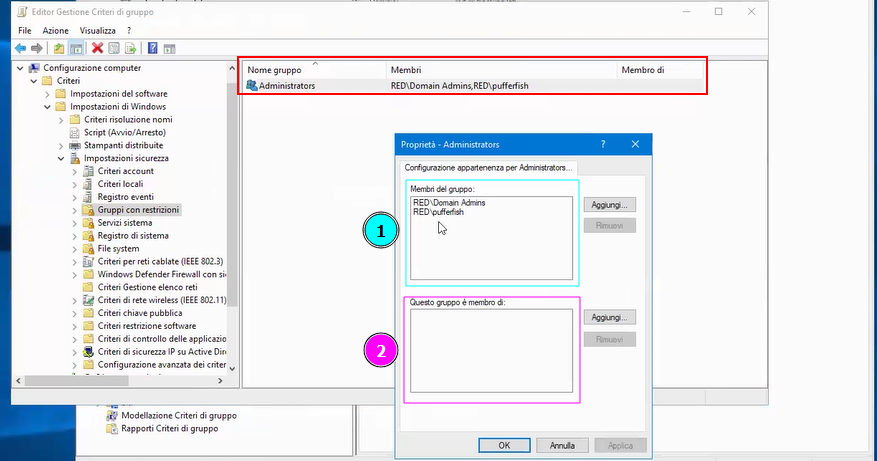 Editor Gestione Criteri di gruppo
File Azione Visualizza ?
Configurazione computer
Criteri
Impostazioni del software
Impostazioni di Windows
Criteri risoluzione nomi
Script (Avvio/Arresto)
Stampanti distribuite
Impostazioni sicurezza
Criteri account
Criteri locali
Registro eventi
Gruppi con restrizioni
Servizi sistema
Registro di sistema
File system
Criteri per reti cablate (IEEE 802.3)
Windows Defender Firewall con si
Criteri Gestione elenco reti
Criteri di rete wireless (IEEE 802.11)
Criteri chiave pubblica
Criteri restrizione software
Criteri di controllo delle applicazio
Criteri di sicurezza IP su Active Dire
Configurazione avanzata dei criter
Nome gruppo Membri Membro di
Administrators RED\Domain Admins,RED\pufferfish
Proprietà - Administrators ?
Configurazione appartenenza per Administrators...
Membri del gruppo:
RED\Domain Admins
RED\pufferfish
Aggiungi...
Rimuovi
1
Questo gruppo è membro di:
Aggiungi...
Rimuovi
2
OK Annulla Applica
Modellazione Criteri di gruppo
Rapporti Criteri di gruppo